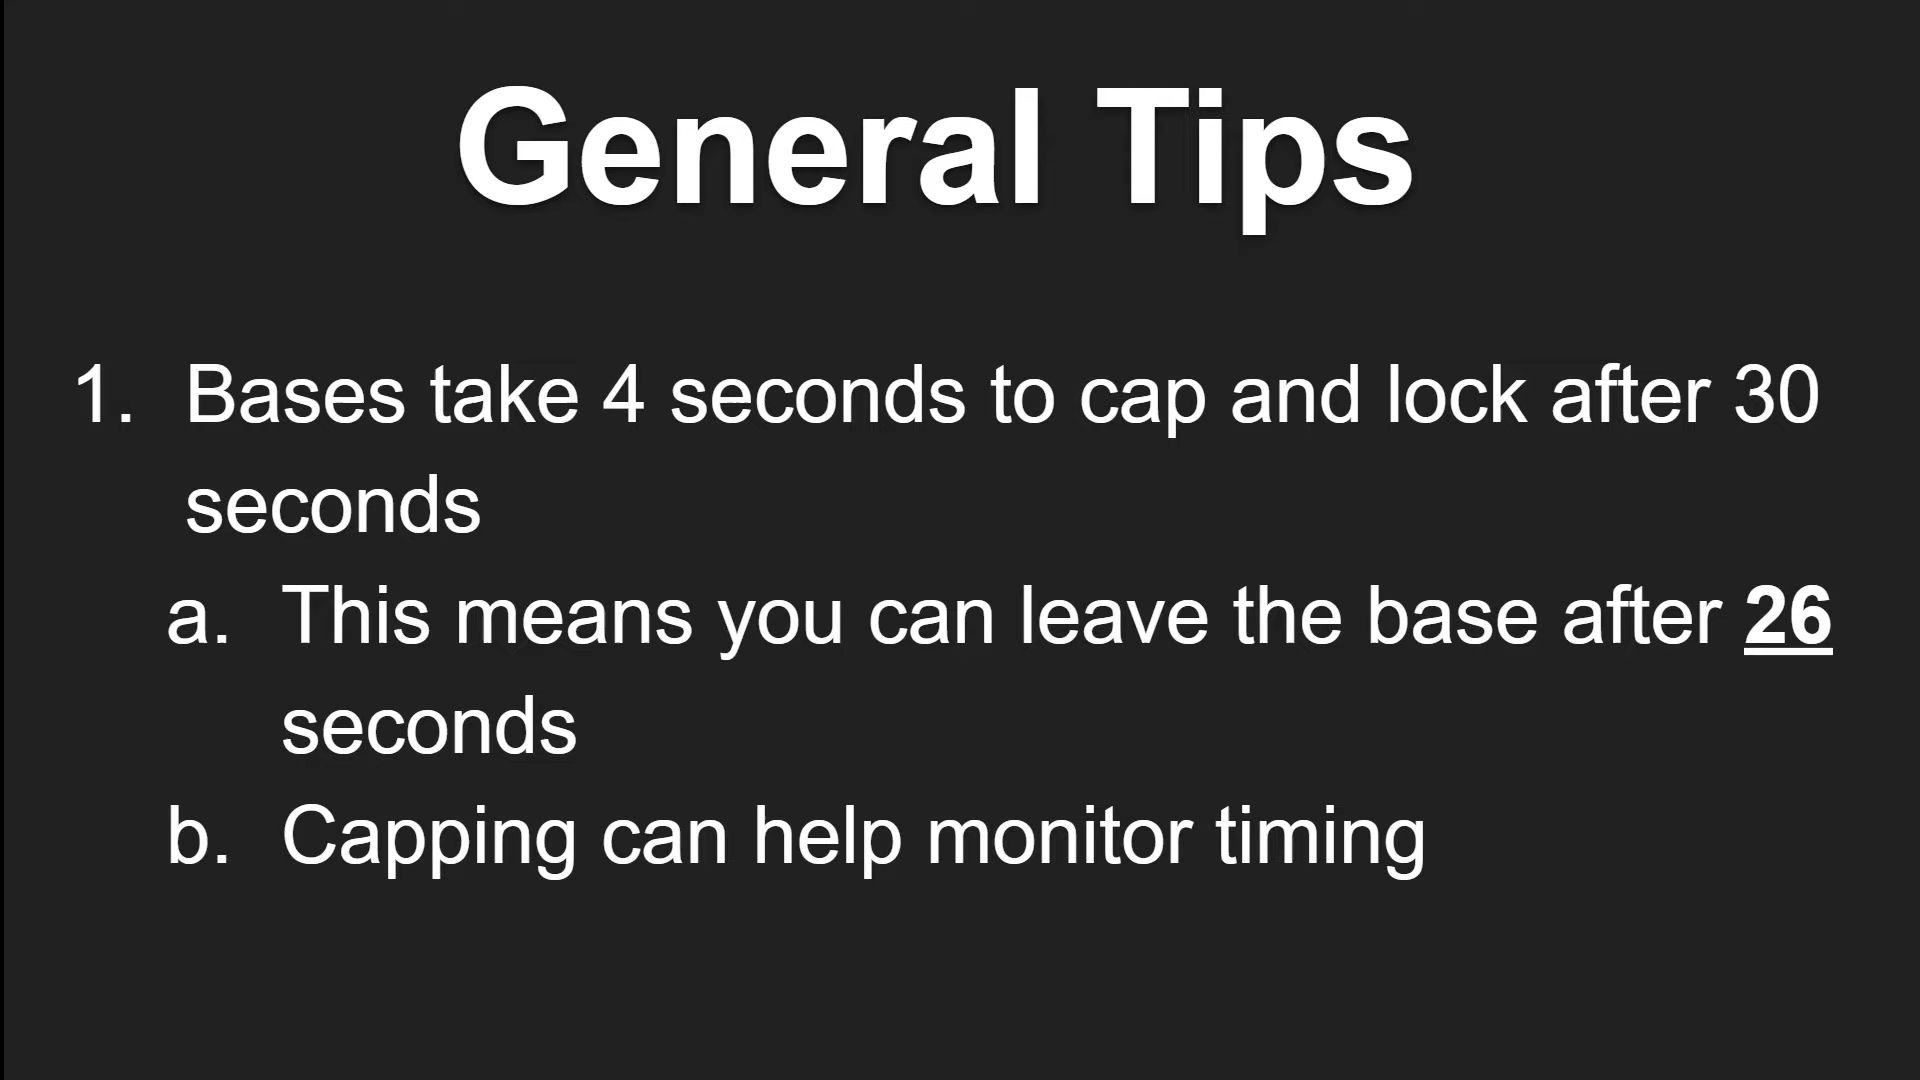 General Tips
1. Bases take 4 seconds to cap and lock after 30
seconds
a. This means you can leave the base after 26
seconds
b. Capping can help monitor timing